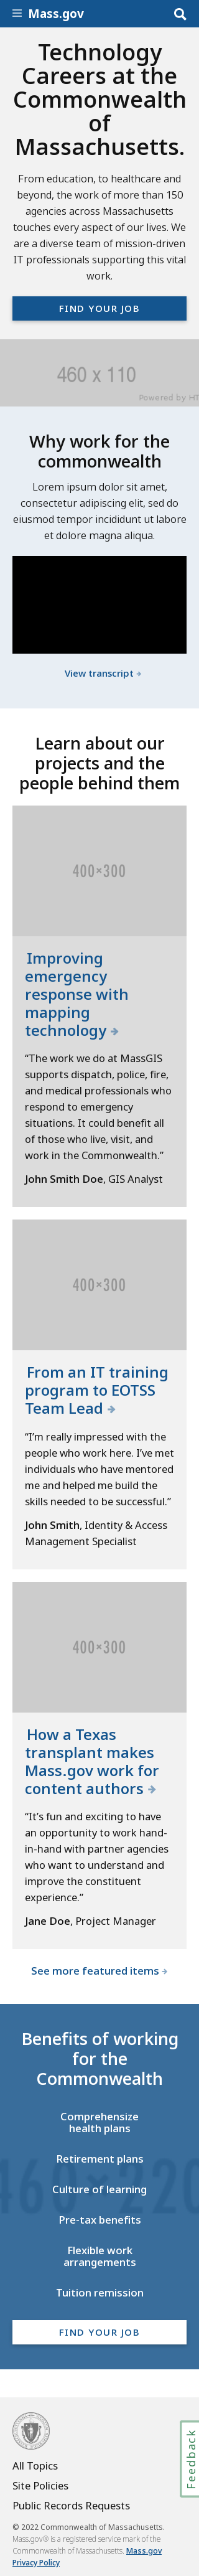 Mass.gov
Technology
Careers at the
Commonwealth
of
Massachusetts.
From education, to healthcare and
beyond, the work of more than 150
agencies across Massachusetts
touches every aspect of our lives. We
are a diverse team of mission-driven
IT professionals supporting this vital
work.
FIND YOUR JOB
460 x 110
Powered by HT
Why work for the
commonwealth
Lorem ipsum dolor sit amet,
consectetur adipiscing elit, sed do
eiusmod tempor incididunt ut labore
et dolore magna aliqua.
View transcript
Learn about our
projects and the
people behind them
400×300
Improving
emergency
response with
mapping
technology
“The work we do at MassGIS
supports dispatch, police, fire,
and medical professionals who
respond to emergency
situations. It could benefit all
of those who live, visit, and
work in the Commonwealth.”
John Smith Doe, GIS Analyst
400×300
From an IT training
program to EOTSS
Team Lead
“I’m really impressed with the
people who work here. I’ve met
individuals who have mentored
me and helped me build the
skills needed to be successful.”
John Smith, Identity & Access
Management Specialist
400×300
How a Texas
transplant makes
Mass.gov work for
content authors
“It’s fun and exciting to have
an opportunity to work hand-
in-hand with partner agencies
who want to understand and
improve the constituent
experience.”
Jane Doe, Project Manager
See more featured items
Benefits of working
for the
Commonwealth
Comprehensive
health plans
Retirement plans
Culture of learning
Pre-tax benefits
Flexible work
arrangements
Tuition remission
FIND YOUR JOB
Feedback
All Topics
Site Policies
Public Records Requests
© 2022 Commonwealth of Massachusetts.
Mass.gov® is a registered service mark of the
Commonwealth of Massachusetts. Mass.gov
Privacy Policy